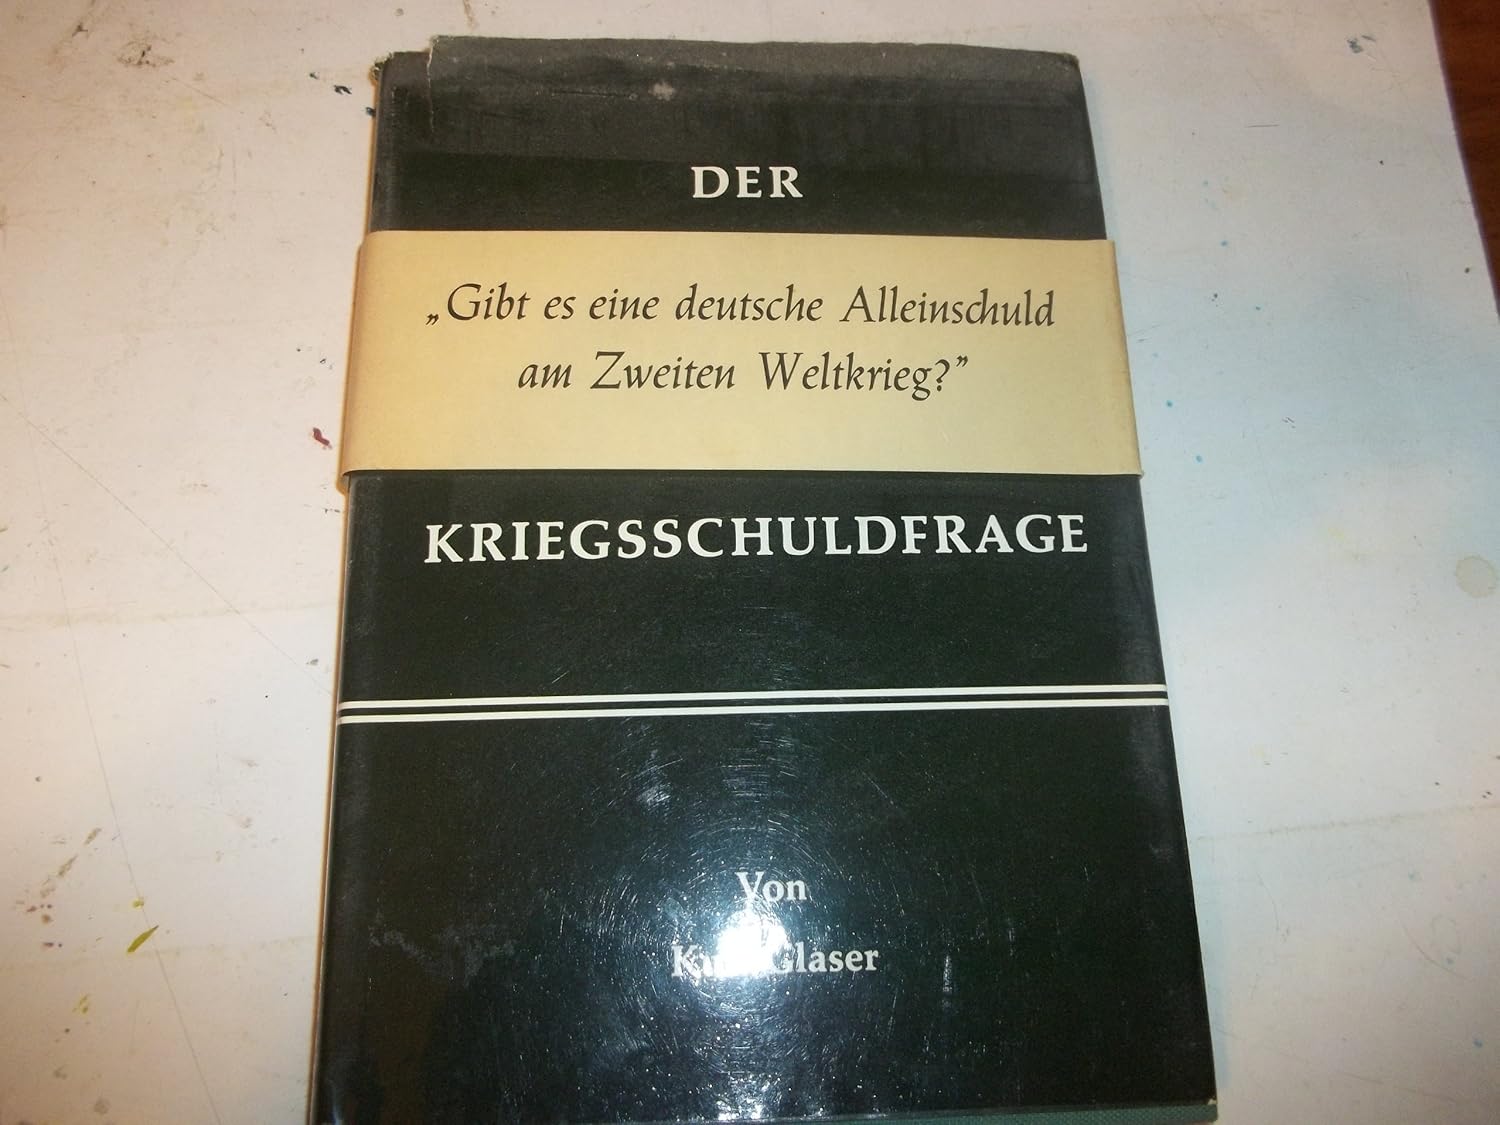 DER
„Gibt es eine deutsche Alleinschuld
am Zweiten Weltkrieg?”
KRIEGSSCHULDFRAGE
Von
Glaser